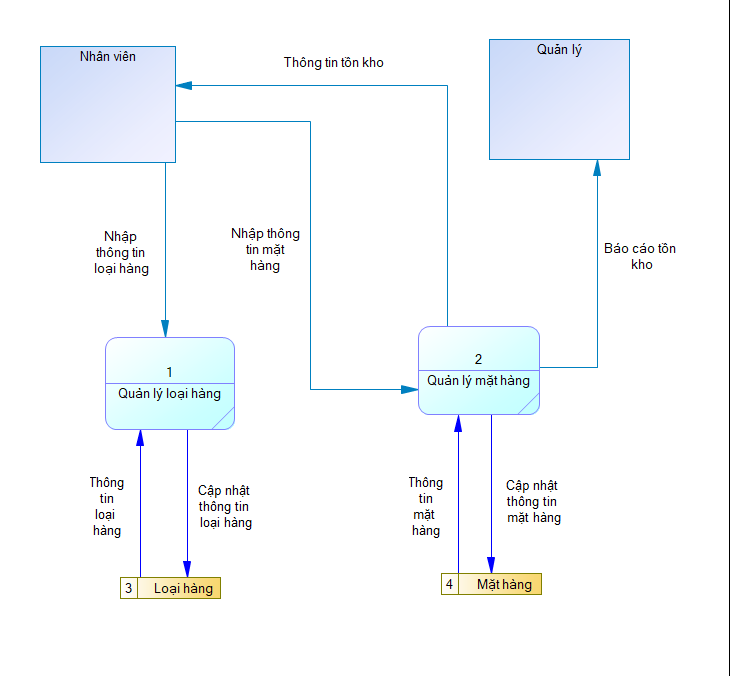 Nhân viên
Thông tin tồn kho
Quản lý
Nhập
thông tin
loại hàng
Nhập thông
tin mặt
hàng
Báo cáo tồn
kho
1
Quản lý loại hàng
2
Quản lý mặt hàng
Thông
tin
loại
hàng
Cập nhật
thông tin
loại hàng
Thông
tin
mặt
hàng
Cập nhật
thông tin
mặt hàng
3 Loại hàng
4 Mặt hàng